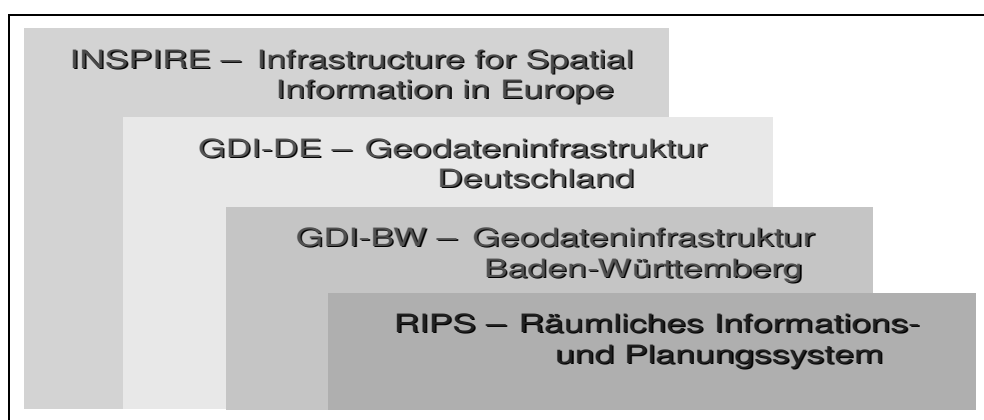 INSPIRE – Infrastructure for Spatial
Information in Europe
GDI-DE – Geodateninfrastruktur
Deutschland
GDI-BW – Geodateninfrastruktur
Baden-Württemberg
RIPS – Räumliches Informations-
und Planungssystem